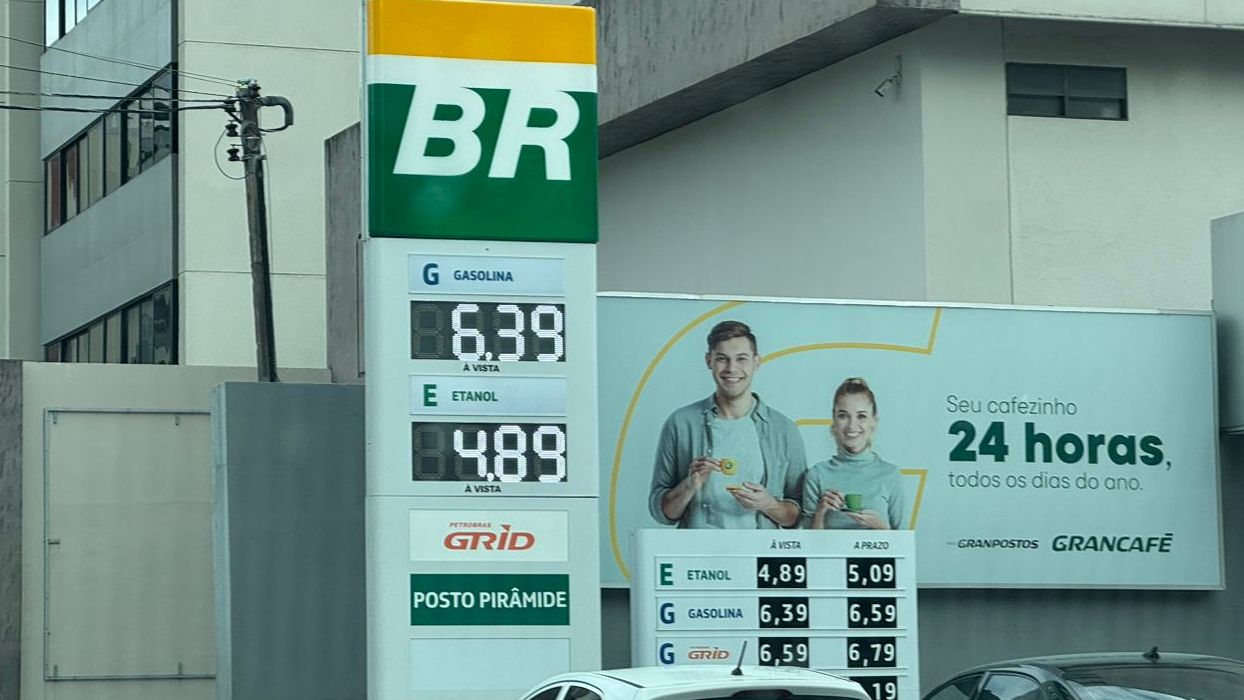 BR
G GASOLINA
6.39
À VISTA
E ETANOL
4.89
À VISTA
PETROBRAS
GRID
POSTO PIRÂMIDE
Seu cafezinho
24 horas,
todos os dias do ano.
GRANPOSTOS GRANCAFÉ
À VISTA A PRAZO
E ETANOL 4,89 5,09
G GASOLINA 6,39 6,59
G GRID 6,59 6,79
19